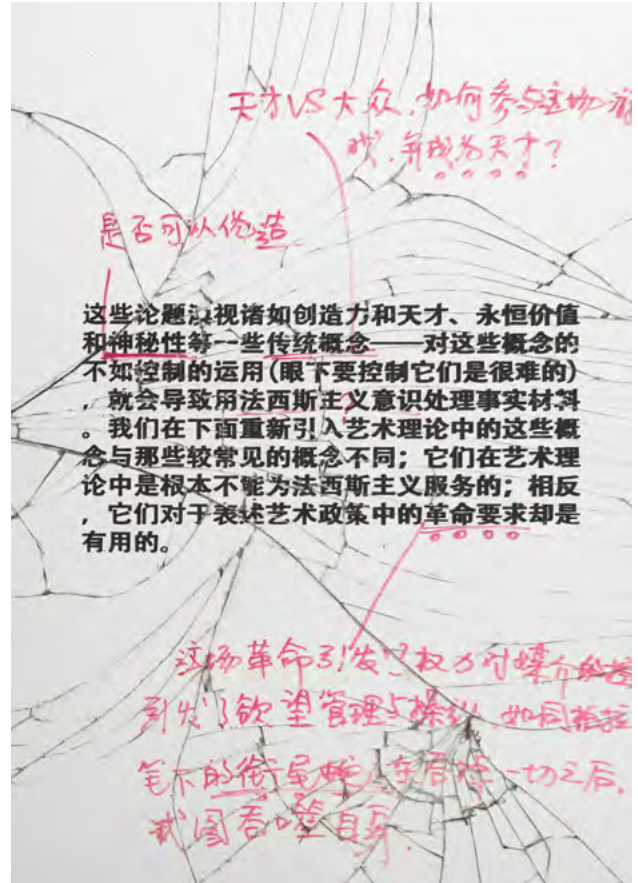 天才VS大众,如何参与这场游
戏,并成为天才?
是否可以伪造
这些论题漠视诸如创造力和天才、永恒价值
和神秘性等一些传统概念——对这些概念的
不加控制的运用(眼下要控制它们是很难的)
,就会导致用法西斯主义意识处理事实材料
。我们在下面重新引入艺术理论中的这些概
念与那些较常见的概念不同;它们在艺术理
论中是根本不能为法西斯主义服务的;相反
,它们对于表述艺术政策中的革命要求却是
有用的。
?
这场革命引发了权力对媒介的
引发了欲望管理与操纵,如同
笔下的衔尾蛇,在吞噬一切之后,
试图吞噬自身.